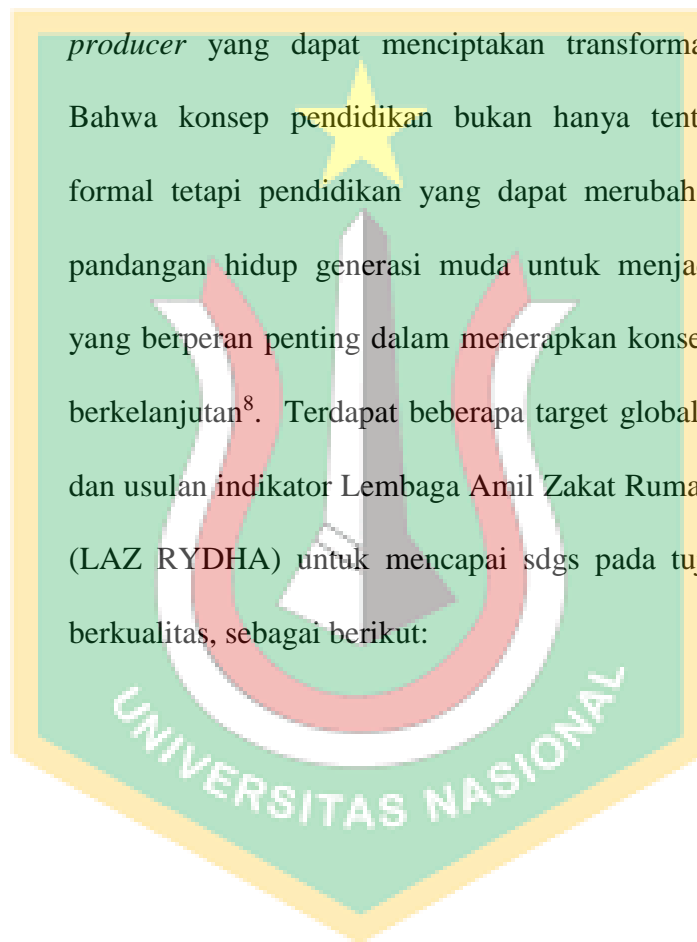 producer yang dapat menciptakan transforma
Bahwa konsep pendidikan bukan hanya tent
formal tetapi pendidikan yang dapat merubah
pandangan hidup generasi muda untuk menja
yang berperan penting dalam menerapkan konse
berkelanjutan⁸. Terdapat beberapa target global
dan usulan indikator Lembaga Amil Zakat Ruma
(LAZ RYDHA) untuk mencapai sdgs pada tuj
berkualitas, sebagai berikut:
UNIVERSITAS NASIONAL